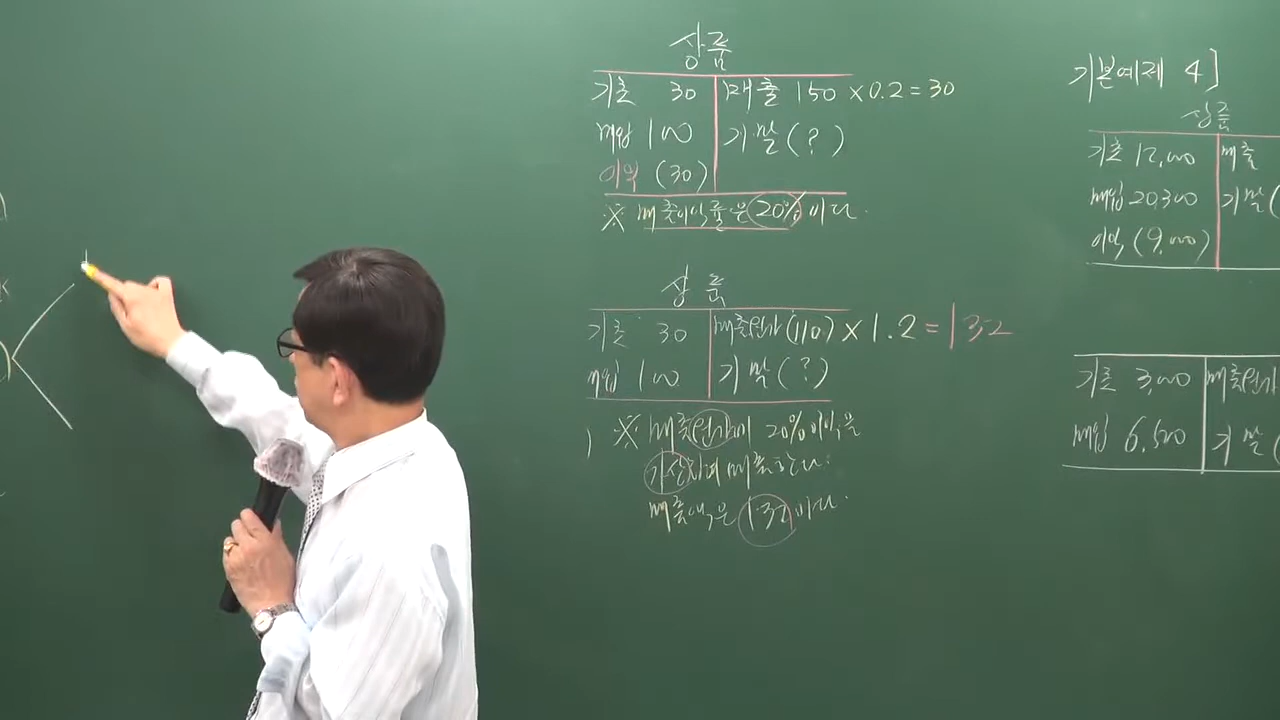 상품
기초 30 매출 150 × 0.2 = 30
매입 100 기말 (?)
이익 (30)
※ 매출이익률은 20% 이다.
상품
기초 30 매출원가 (110) × 1.2 = 132
매입 100 기말 (?)
※ 매출원가에 20% 이익을
가산하여 매출한다.
매출액은 132 이다.
기본예제 4]
상품
기초 12,000 매출
매입 20,300 기말 (
이익 (9,000)
기초 3,000 매출원가
매입 6,500 기말 (